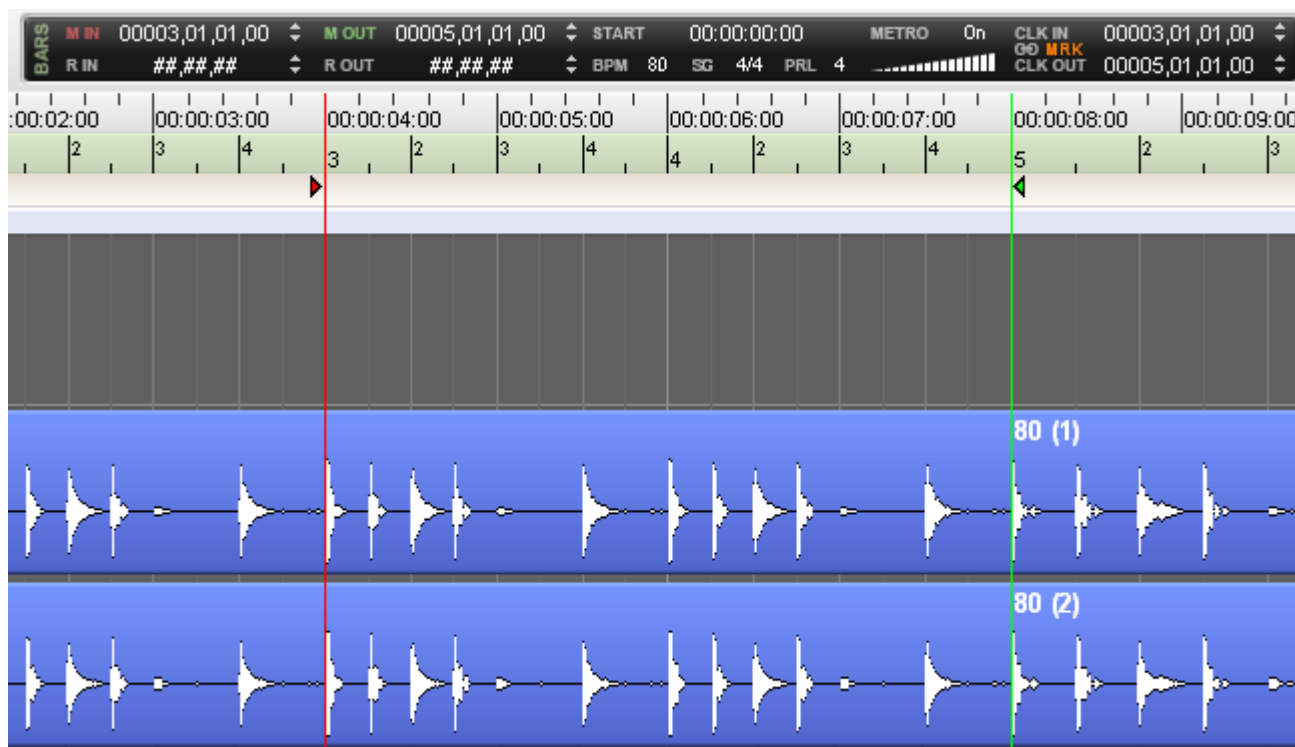 BARS
M IN 00003,01,01,00 M OUT 00005,01,01,00 START 00:00:00:00 METRO On CLK IN 00003,01,01,00
MRK
R IN ##,##,## R OUT ##,##,## BPM 80 SG 4/4 PRL 4 CLK OUT 00005,01,01,00
:00:02:00 00:00:03:00 00:00:04:00 00:00:05:00 00:00:06:00 00:00:07:00 00:00:08:00 00:00:09:00
2 3 4 3 2 3 4 4 2 3 4 5 2 3
80 (1)
80 (2)